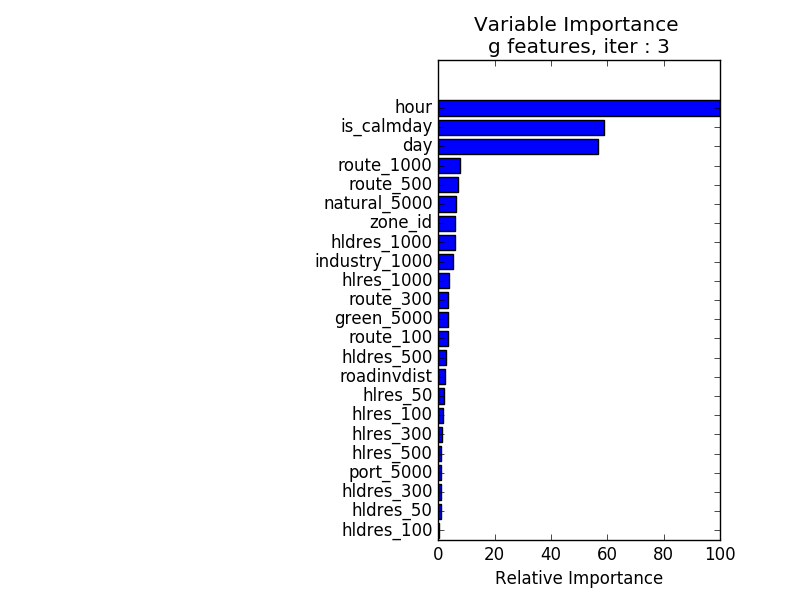 Variable Importance
g features, iter : 3
hour
is_calmday
day
route_1000
route_500
natural_5000
zone_id
hldres_1000
industry_1000
hlres_1000
route_300
green_5000
route_100
hldres_500
roadinvdist
hlres_50
hlres_100
hlres_300
hlres_500
port_5000
hldres_300
hldres_50
hldres_100
0 20 40 60 80 100
Relative Importance